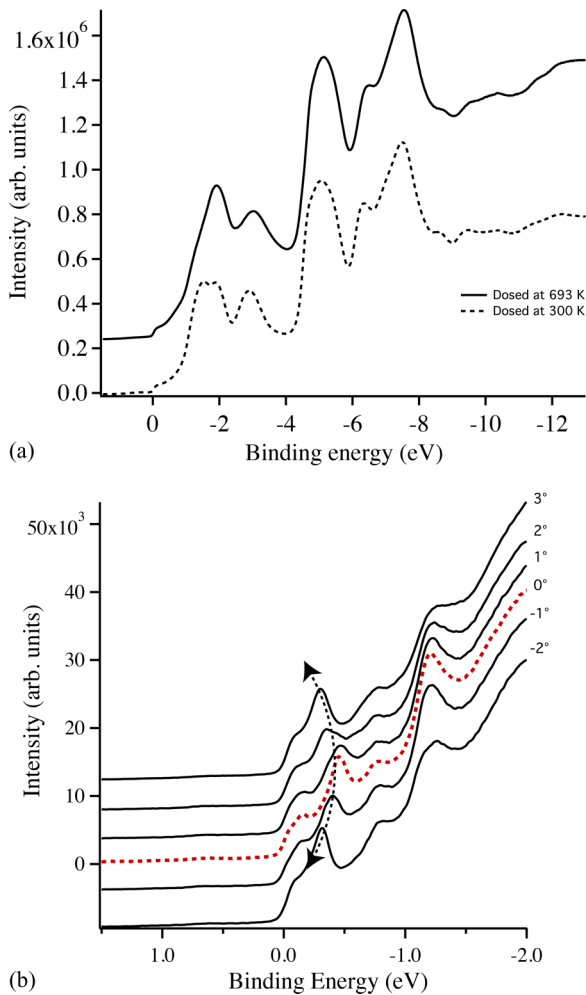 1.6x10⁶
1.4
1.2
1.0
0.8
0.6
0.4
0.2
0.0
Intensity (arb. units)
Dosed at 693 K
Dosed at 300 K
0 -2 -4 -6 -8 -10 -12
Binding energy (eV)
(a)
50x10³
40
30
20
10
0
Intensity (arb. units)
3°
2°
1°
0°
-1°
-2°
1.0 0.0 -1.0 -2.0
Binding Energy (eV)
(b)